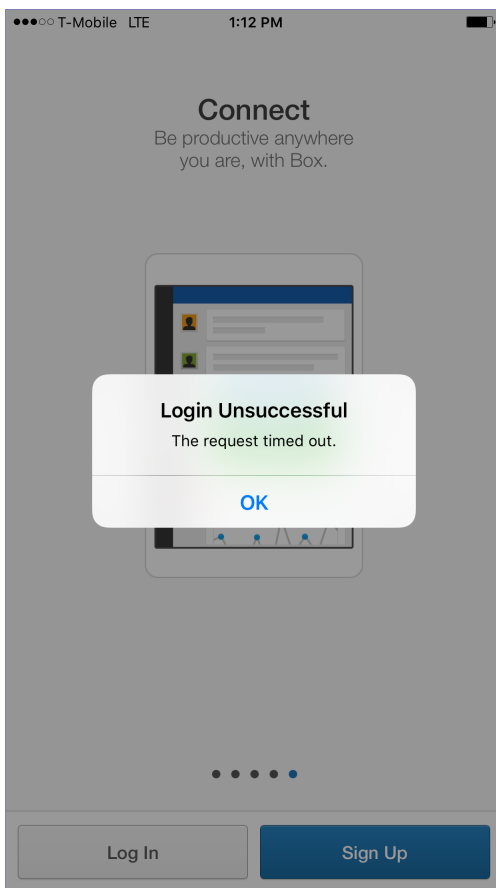 T-Mobile LTE 1:12 PM
Connect
Be productive anywhere
you are, with Box.
Login Unsuccessful
The request timed out.
OK
Log In Sign Up